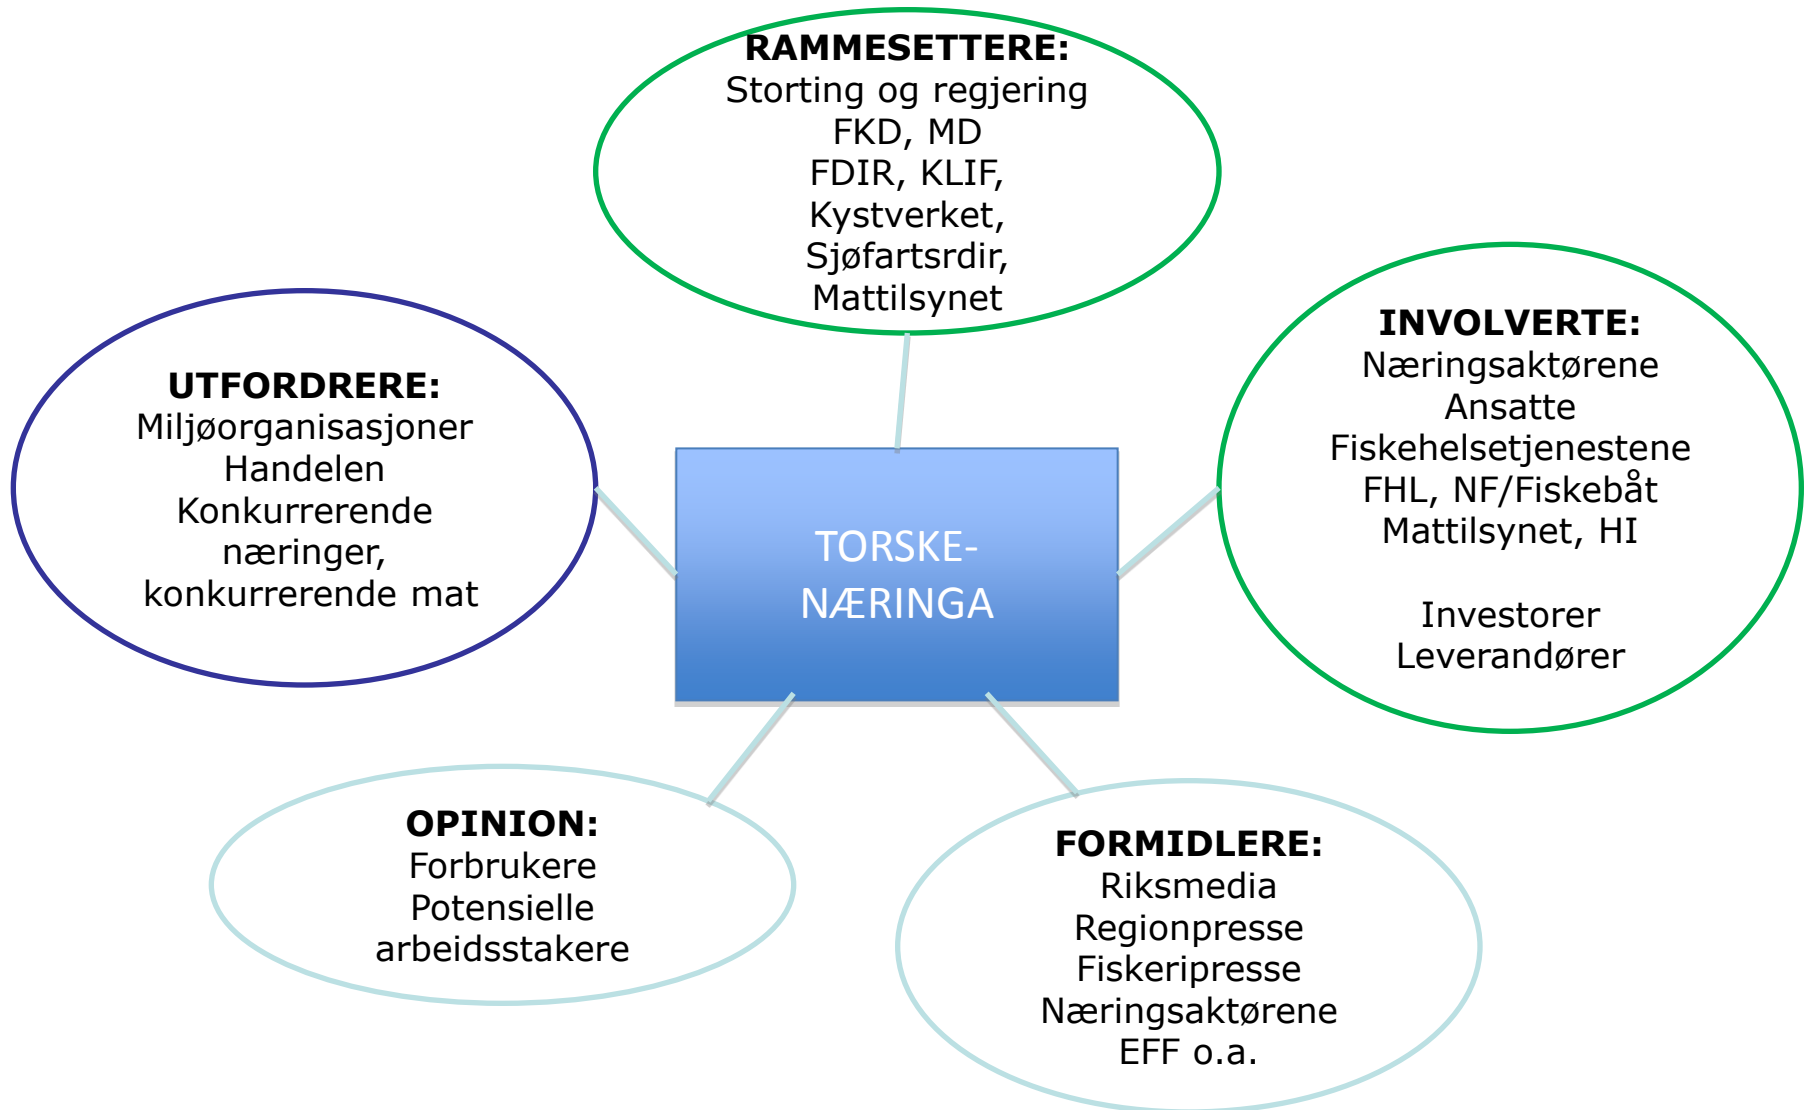 RAMMESETTERE:
Storting og regjering
FKD, MD
FDIR, KLIF,
Kystverket,
Sjøfartsrdir,
Mattilsynet
UTFORDRERE:
Miljøorganisasjoner
Handelen
Konkurrerende
næringer,
konkurrerende mat
INVOLVERTE:
Næringsaktørene
Ansatte
Fiskehelsetjenestene
FHL, NF/Fiskebåt
Mattilsynet, HI
Investorer
Leverandører
TORSKE-
NÆRINGA
OPINION:
Forbrukere
Potensielle
arbeidsstakere
FORMIDLERE:
Riksmedia
Regionpresse
Fiskeripresse
Næringsaktørene
EFF o.a.